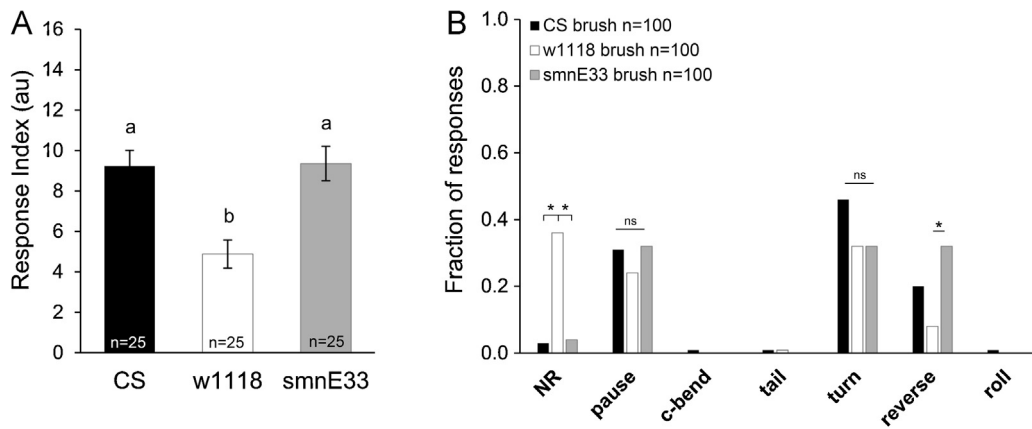 A
Response Index (au)
16
14
12
10
8
6
4
2
0
a
b
a
n=25
n=25
n=25
CS
w1118
smnE33
B
Fraction of responses
1.0
0.8
0.6
0.4
0.2
0.0
CS brush n=100
w1118 brush n=100
smnE33 brush n=100
* *
ns
ns
*
NR
pause
c-bend
tail
turn
reverse
roll